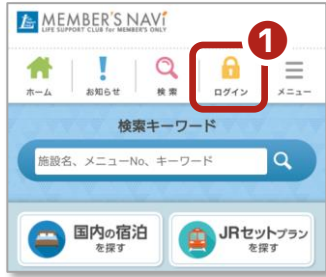 MEMBER'S NAVi
LIFE SUPPORT CLUB for MEMBER'S ONLY
1
ホーム お知らせ 検索 ログイン メニュー
検索キーワード
施設名、メニューNo、キーワード
国内の宿泊
を探す
JRセットプラン
を探す